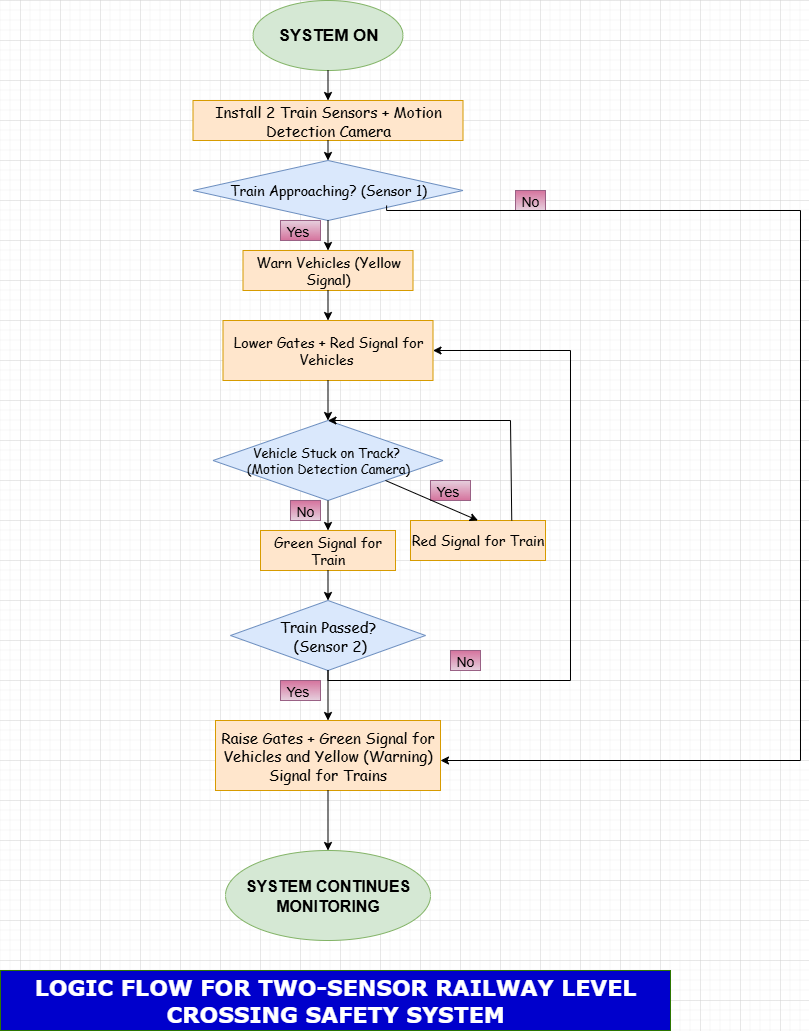 SYSTEM ON
Install 2 Train Sensors + Motion
Detection Camera
Train Approaching? (Sensor 1)
No
Yes
Warn Vehicles (Yellow
Signal)
Lower Gates + Red Signal for
Vehicles
Vehicle Stuck on Track?
(Motion Detection Camera)
Yes
No
Green Signal for
Train
Red Signal for Train
Train Passed?
(Sensor 2)
No
Yes
Raise Gates + Green Signal for
Vehicles and Yellow (Warning)
Signal for Trains
SYSTEM CONTINUES
MONITORING
LOGIC FLOW FOR TWO-SENSOR RAILWAY LEVEL
CROSSING SAFETY SYSTEM